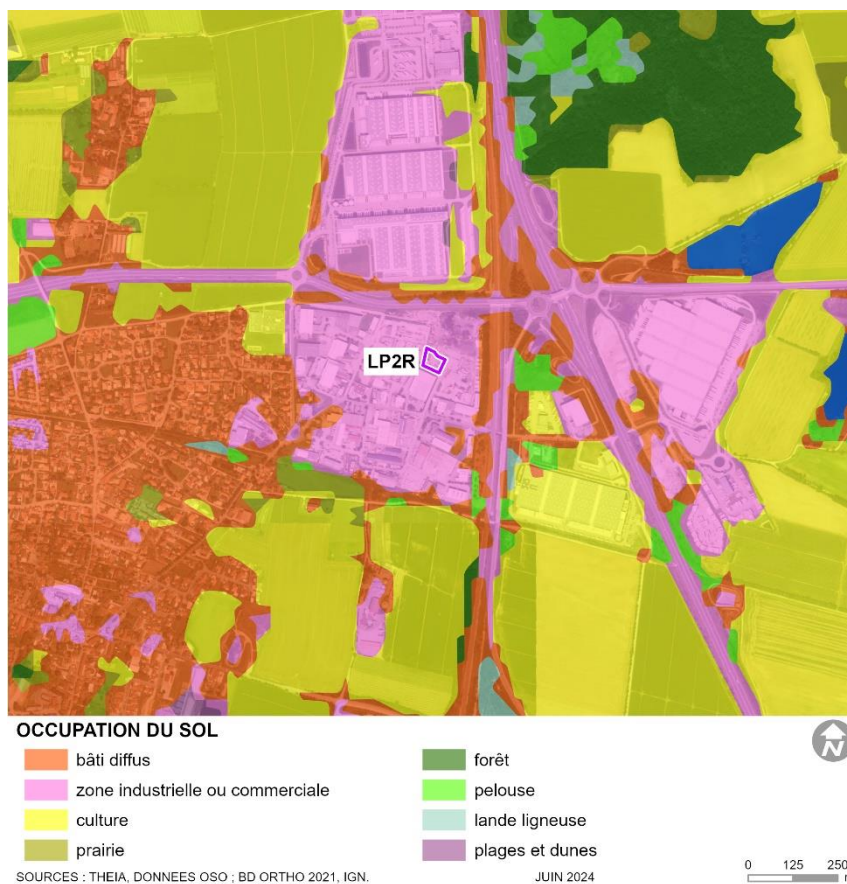 LP2R
OCCUPATION DU SOL
bâti diffus
zone industrielle ou commerciale
culture
prairie
forêt
pelouse
lande ligneuse
plages et dunes
N
0 125 250
SOURCES : THEIA, DONNEES OSO ; BD ORTHO 2021, IGN.
JUIN 2024